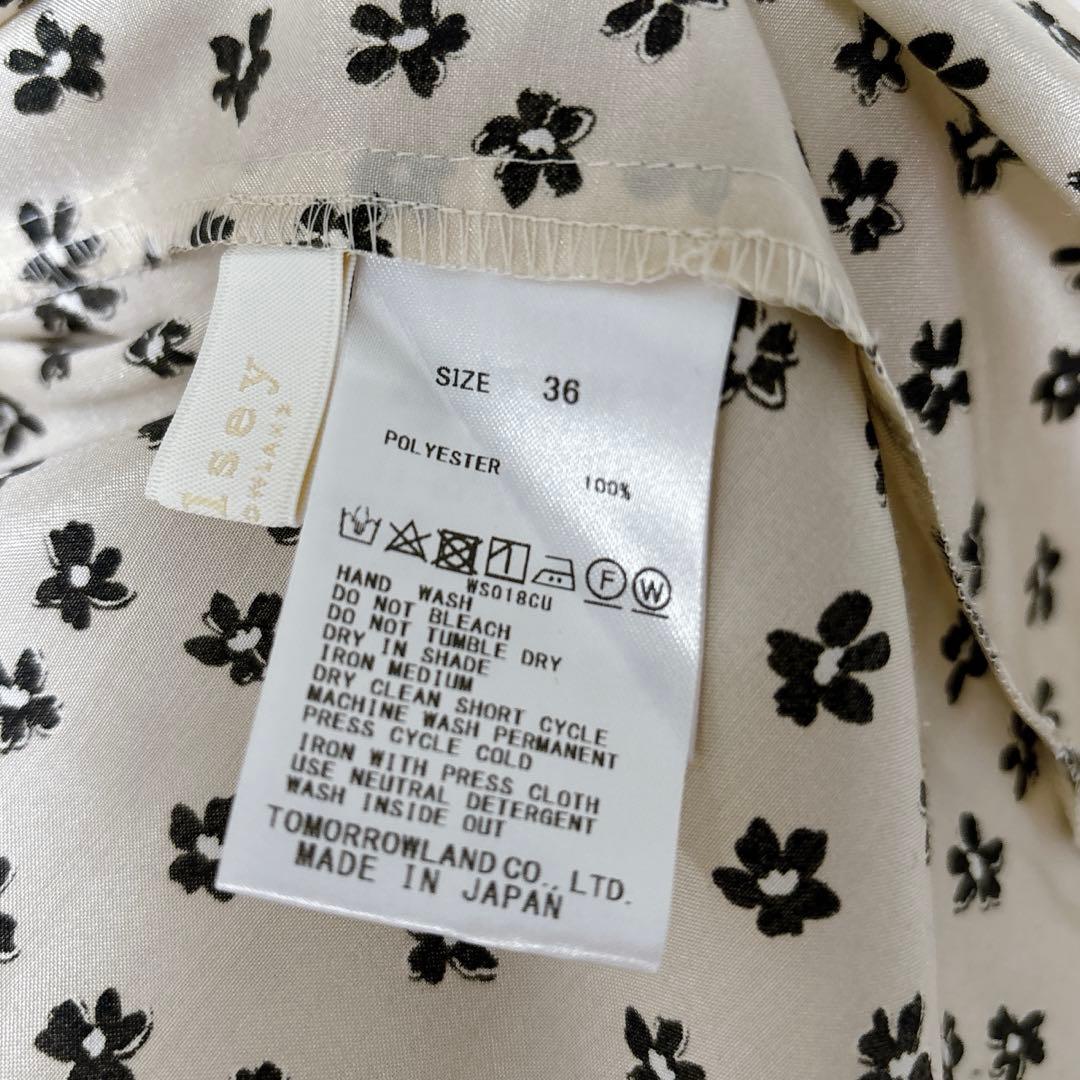 SIZE 36
POLYESTER 100%
F W
WS018CU
HAND WASH
DO NOT BLEACH
DO NOT TUMBLE DRY
DRY IN SHADE
IRON MEDIUM
DRY CLEAN SHORT CYCLE
MACHINE WASH PERMANENT
PRESS CYCLE COLD
IRON WITH PRESS CLOTH
USE NEUTRAL DETERGENT
WASH INSIDE OUT
TOMORROWLAND CO., LTD.
MADE IN JAPAN
lsey